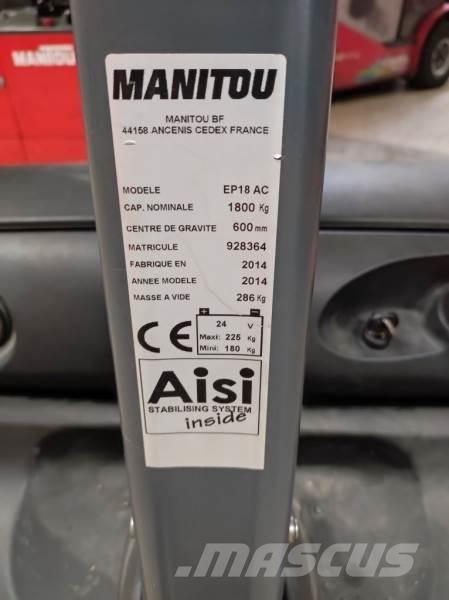 MANITOU
MANITOU
MANITOU BF
44158 ANCENIS CEDEX FRANCE
MODELE EP18 AC
CAP. NOMINALE 1800 Kg
CENTRE DE GRAVITE 600 mm
MATRICULE 928364
FABRIQUE EN 2014
ANNEE MODELE 2014
MASSE A VIDE 286 Kg
+ -
CE 24 V
Maxi: 225 Kg
Mini: 180 Kg
Aisi
STABILISING SYSTEM
inside
MASCUS